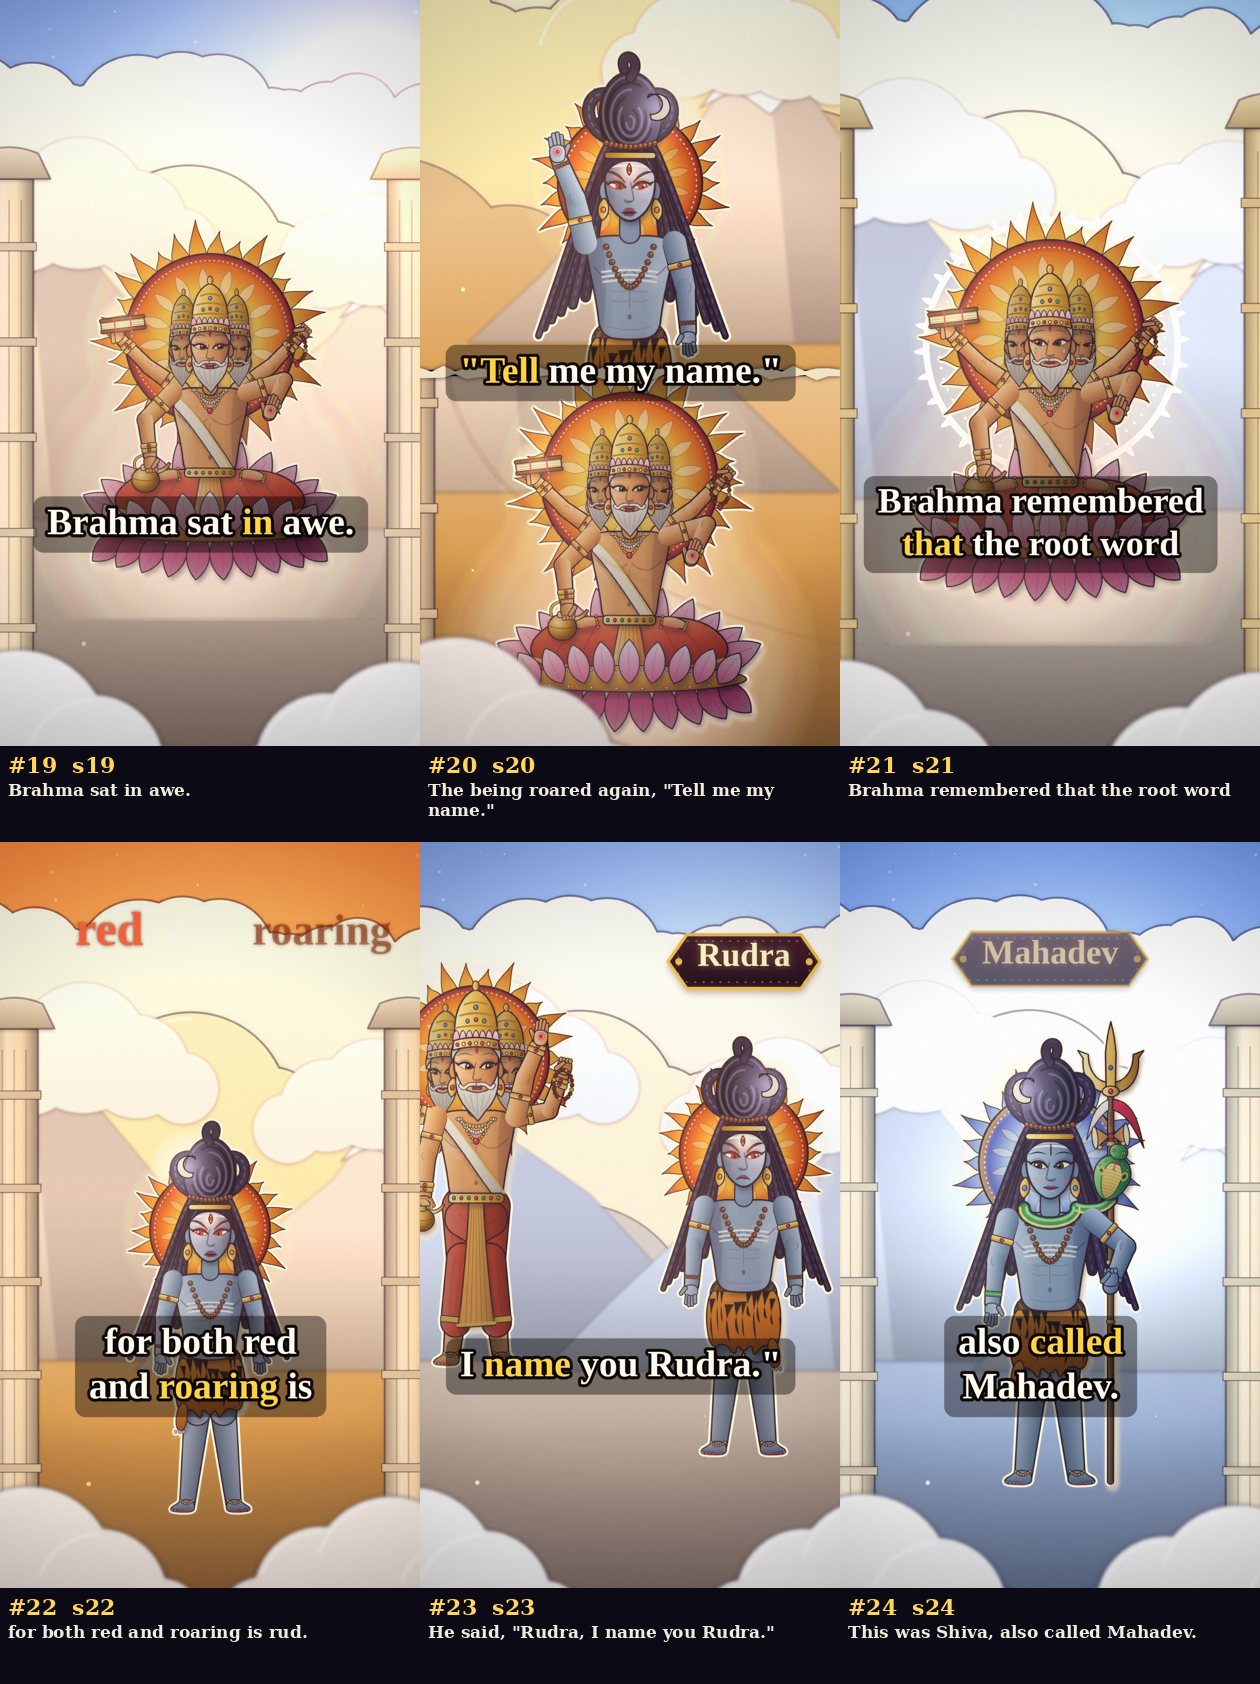 Brahma sat in awe.
#19 s19
Brahma sat in awe.
"Tell me my name."
#20 s20
The being roared again, "Tell me my
name."
Brahma remembered
that the root word
#21 s21
Brahma remembered that the root word
red roaring
for both red
and roaring is
#22 s22
for both red and roaring is rud.
Rudra
I name you Rudra."
#23 s23
He said, "Rudra, I name you Rudra."
Mahadev
also called
Mahadev.
#24 s24
This was Shiva, also called Mahadev.